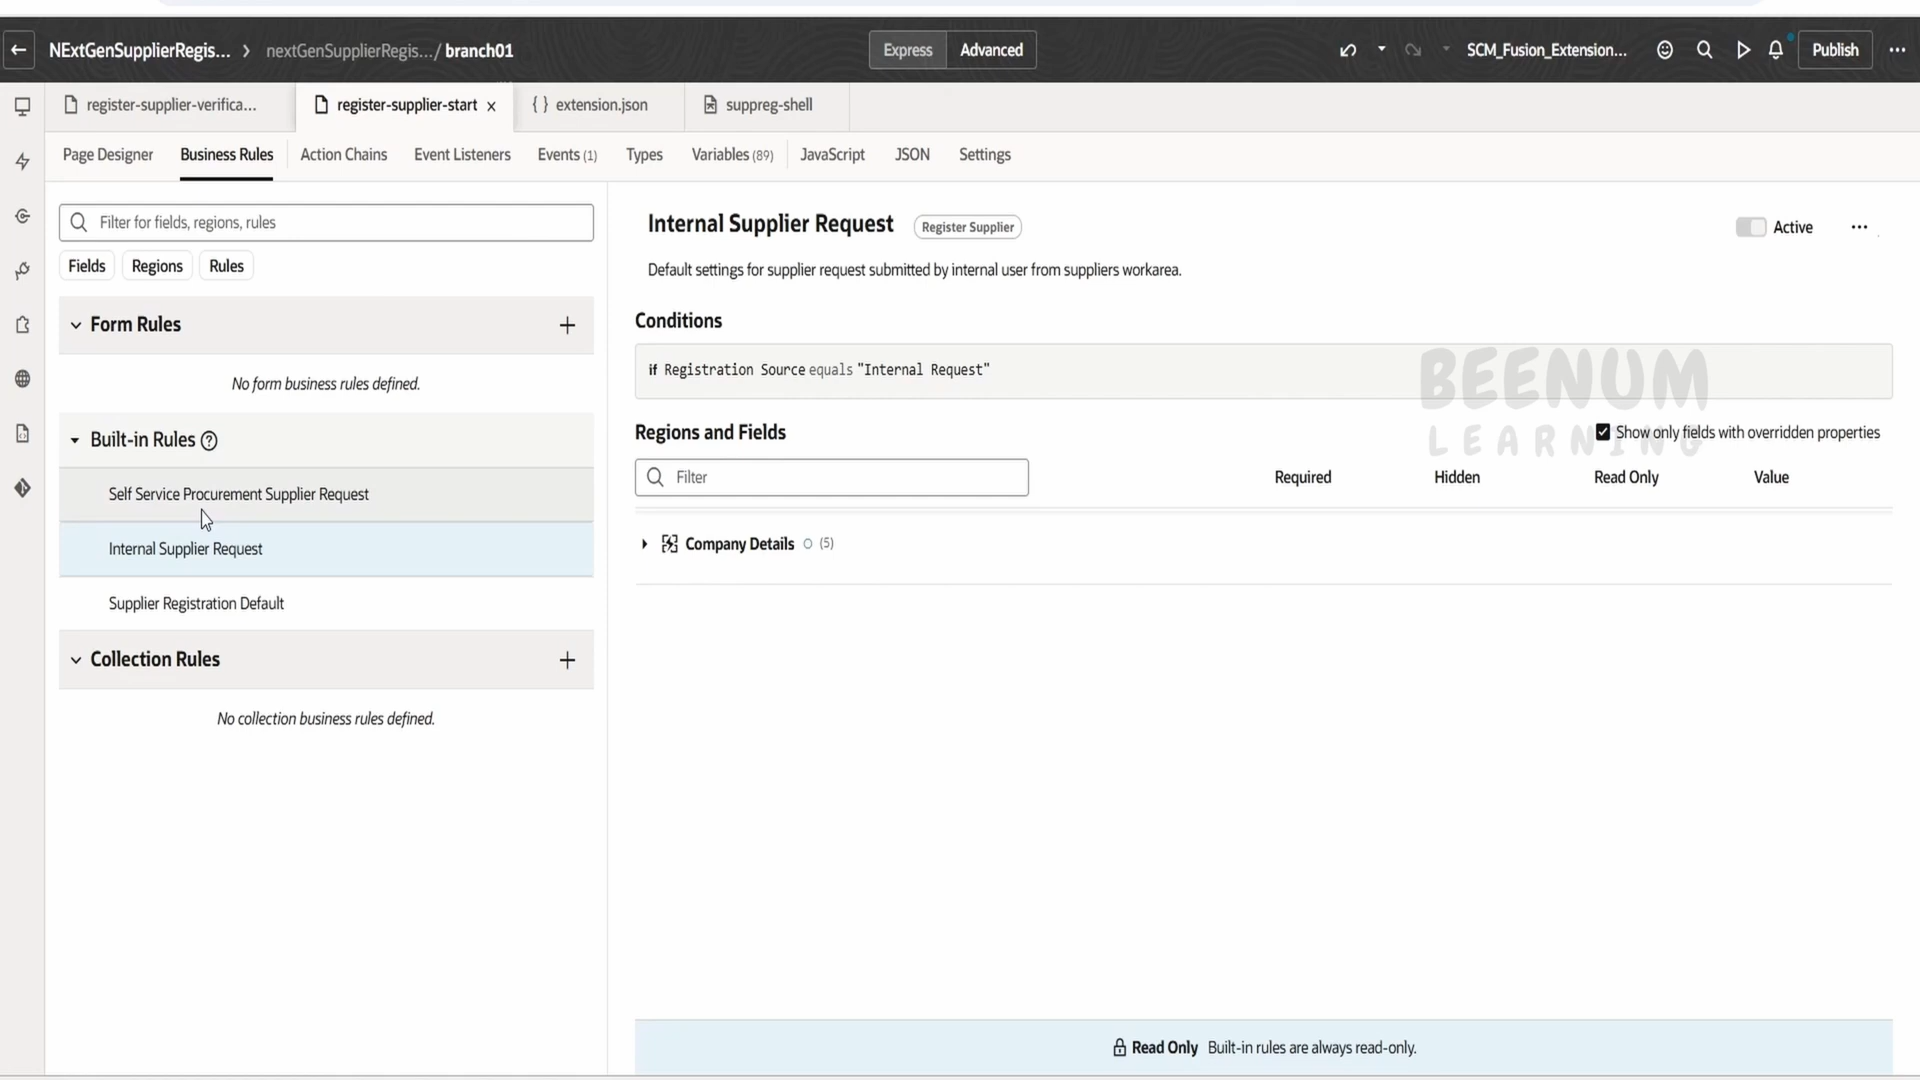 NExtGenSupplierRegis... > nextGenSupplierRegis.../ branch01
Express Advanced
SCM_Fusion_Extension...
Publish
register-supplier-verifica...
register-supplier-start
{ } extension.json
suppreg-shell
Page Designer
Business Rules
Action Chains
Event Listeners
Events (1)
Types
Variables (89)
JavaScript
JSON
Settings
Filter for fields, regions, rules
Fields
Regions
Rules
Form Rules
No form business rules defined.
Built-in Rules
Self Service Procurement Supplier Request
Internal Supplier Request
Supplier Registration Default
Collection Rules
No collection business rules defined.
Internal Supplier Request
Register Supplier
Active
Default settings for supplier request submitted by internal user from suppliers workarea.
Conditions
if Registration Source equals "Internal Request"
BEENUM
LEARNING
Regions and Fields
Show only fields with overridden properties
Filter
Required
Hidden
Read Only
Value
Company Details (5)
Read Only Built-in rules are always read-only.